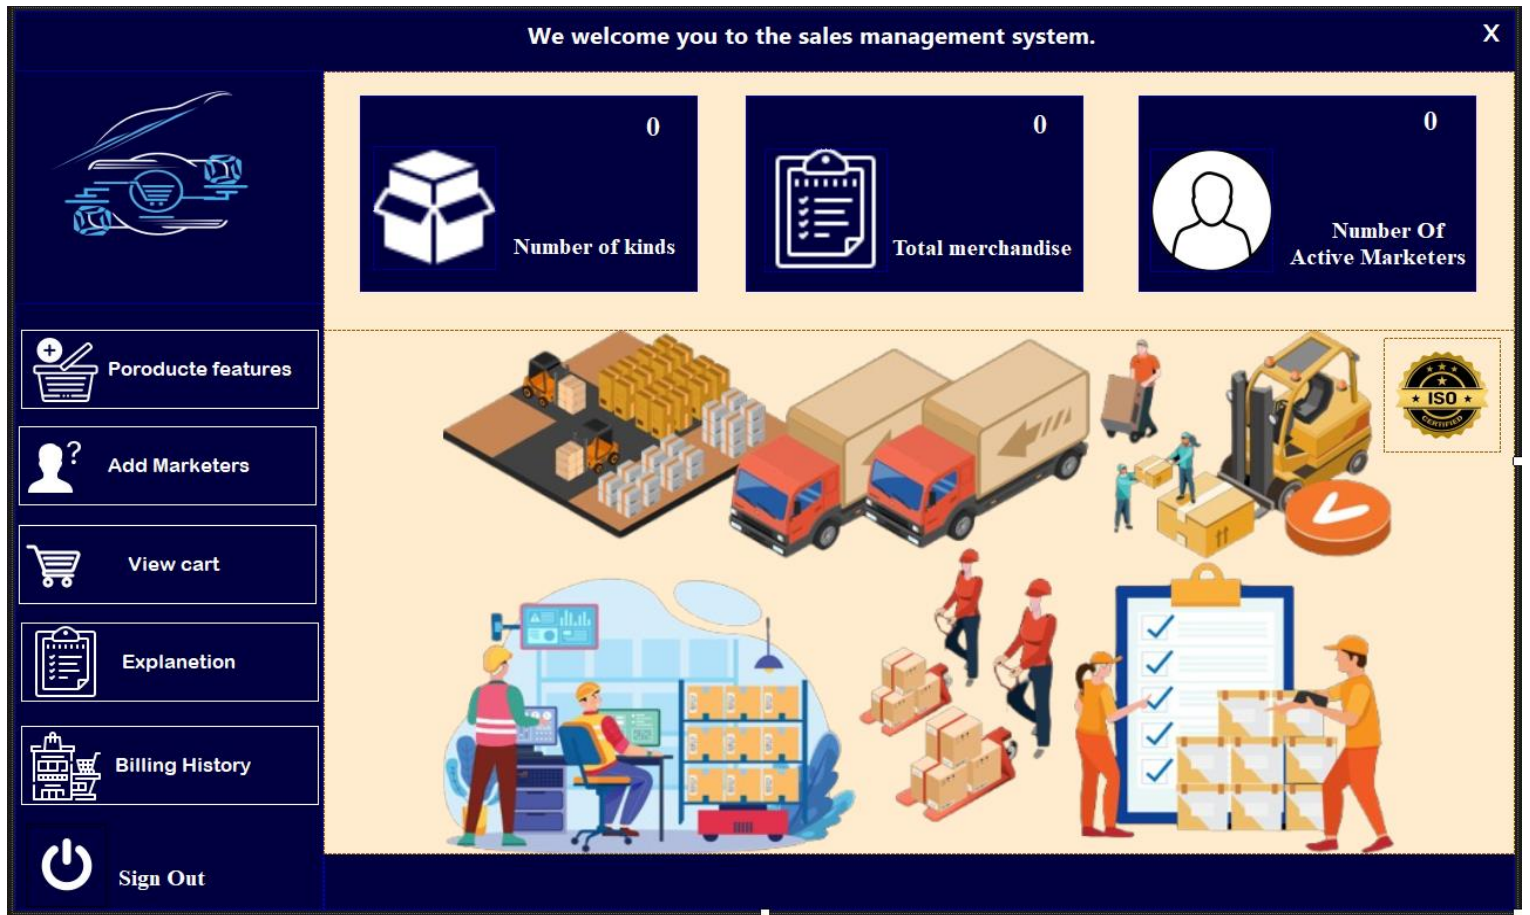 We welcome you to the sales management system.
X
0
Number of kinds
0
Total merchandise
0
Number Of
Active Marketers
Poroducte features
Add Marketers
View cart
Explanetion
Billing History
Sign Out
ISO
CERTIFIED